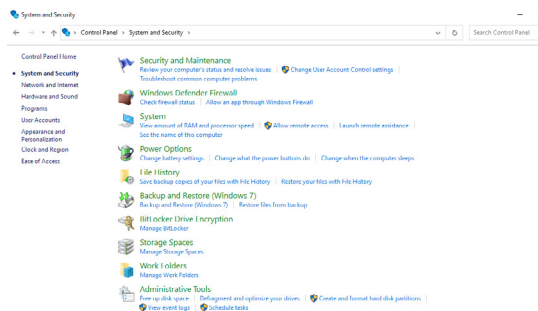 System and Security
Control Panel > System and Security >
Search Control Panel
Control Panel Home
System and Security
Network and Internet
Hardware and Sound
Programs
User Accounts
Appearance and
Personalization
Clock and Region
Ease of Access
Security and Maintenance
Review your computer's status and resolve issues | Change User Account Control settings |
Troubleshoot common computer problems
Windows Defender Firewall
Check firewall status | Allow an app through Windows Firewall
System
View amount of RAM and processor speed | Allow remote access | Launch remote assistance |
See the name of this computer
Power Options
Change battery settings | Change what the power buttons do | Change when the computer sleeps
File History
Save backup copies of your files with File History | Restore your files with File History
Backup and Restore (Windows 7)
Backup and Restore (Windows 7) | Restore files from backup
BitLocker Drive Encryption
Manage BitLocker
Storage Spaces
Manage Storage Spaces
Work Folders
Manage Work Folders
Administrative Tools
Free up disk space | Defragment and optimize your drives | Create and format hard disk partitions |
View event logs | Schedule tasks